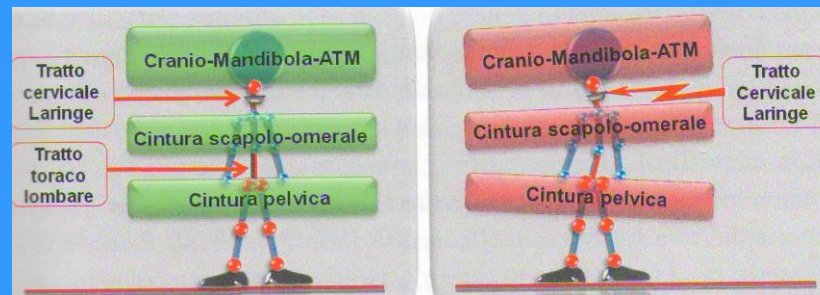 Cranio-Mandibola-ATM
Tratto
cervicale
Laringe
Cintura scapolo-omerale
Tratto
toraco
lombare
Cintura pelvica
Cranio-Mandibola-ATM
Tratto
Cervicale
Laringe
Cintura scapolo-omerale
Cintura pelvica